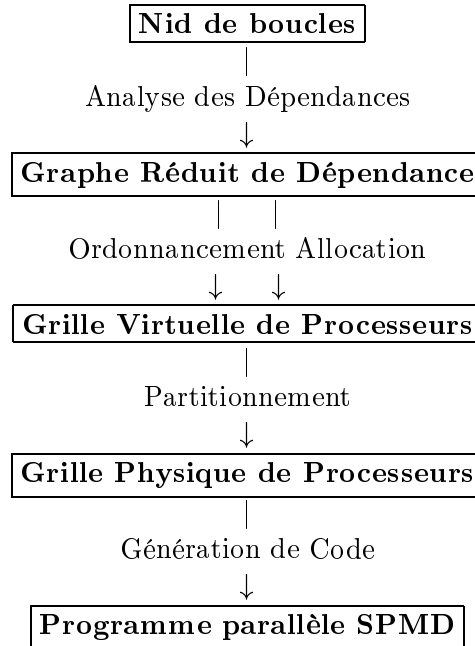 Nid de boucles
Analyse des Dépendances
Graphe Réduit de Dépendance
Ordonnancement Allocation
Grille Virtuelle de Processeurs
Partitionnement
Grille Physique de Processeurs
Génération de Code
Programme parallèle SPMD